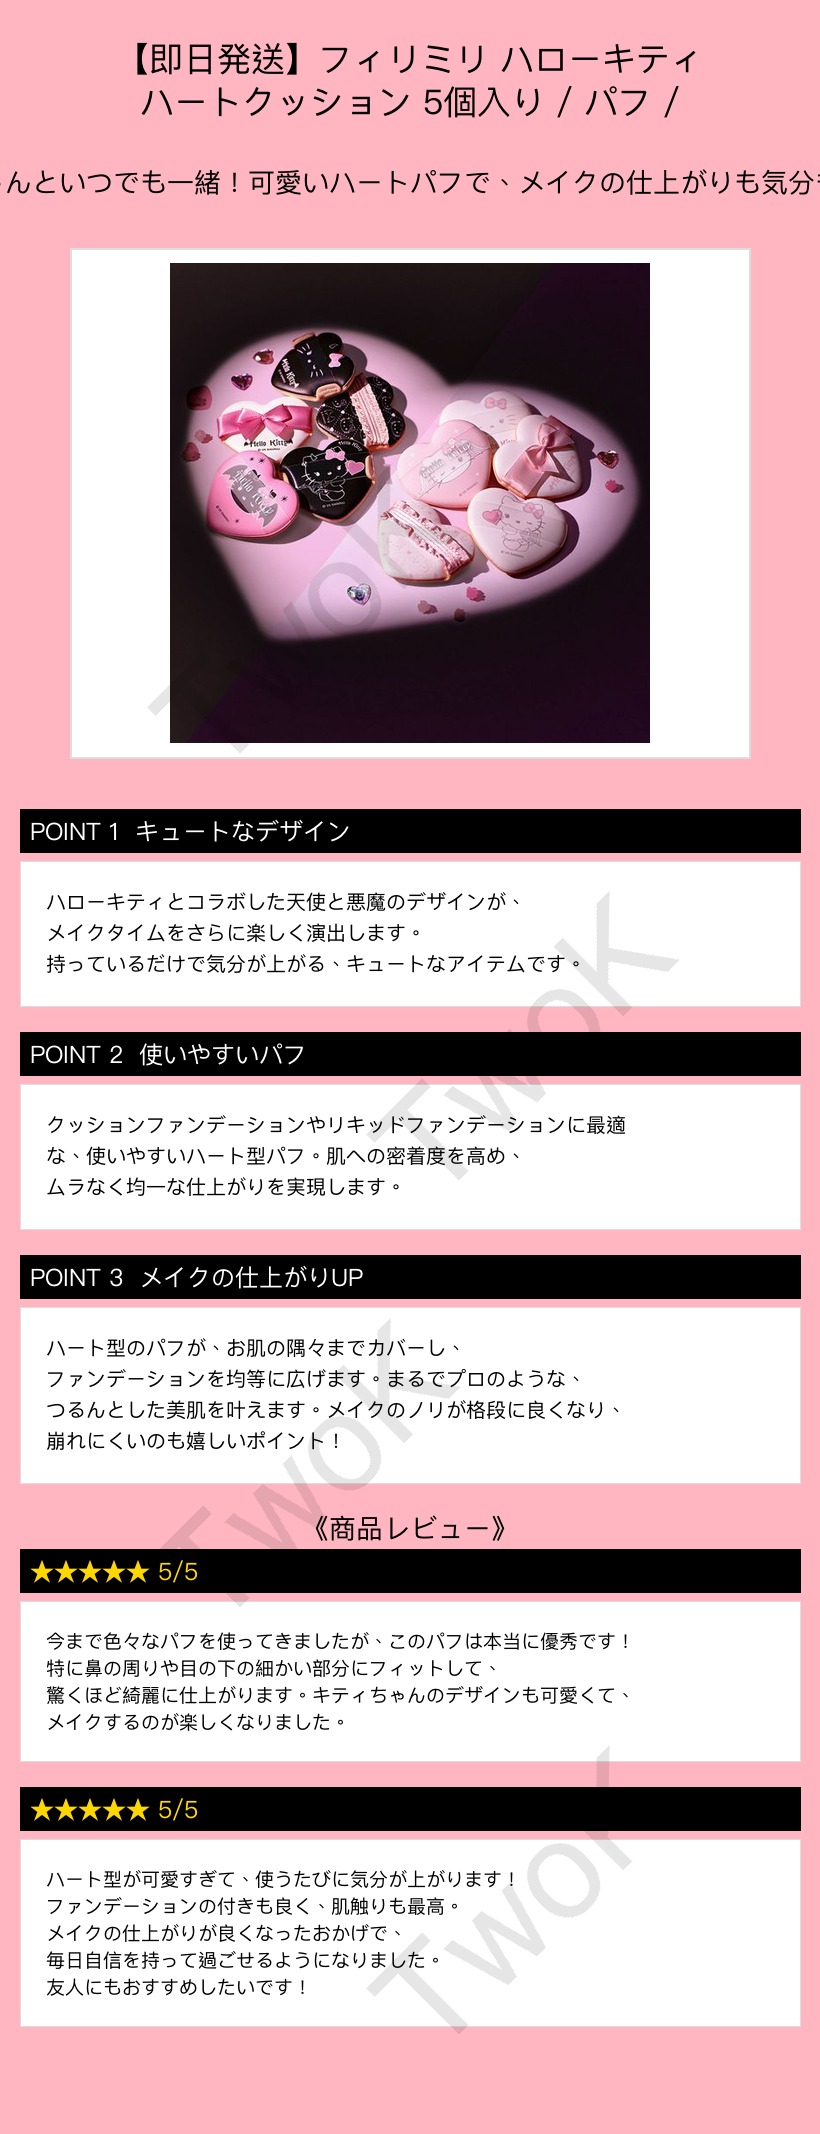 【即日発送】フィリミリ ハローキティ
ハートクッション 5個入り / パフ /
んといつでも一緒！可愛いハートパフで、メイクの仕上がりも気分
Hello Kitty
Hello Kitty
Hello Kitty
POINT 1 キュートなデザイン
ハローキティとコラボした天使と悪魔のデザインが、
メイクタイムをさらに楽しく演出します。
持っているだけで気分が上がる、キュートなアイテムです。
POINT 2 使いやすいパフ
クッションファンデーションやリキッドファンデーションに最適
な、使いやすいハート型パフ。肌への密着度を高め、
ムラなく均一な仕上がりを実現します。
POINT 3 メイクの仕上がりUP
ハート型のパフが、お肌の隅々までカバーし、
ファンデーションを均等に広げます。まるでプロのような、
つるんとした美肌を叶えます。メイクのノリが格段に良くなり、
崩れにくいのも嬉しいポイント！
《商品レビュー》
★★★★★ 5/5
今まで色々なパフを使ってきましたが、このパフは本当に優秀です！
特に鼻の周りや目の下の細かい部分にフィットして、
驚くほど綺麗に仕上がります。キティちゃんのデザインも可愛くて、
メイクするのが楽しくなりました。
★★★★★ 5/5
ハート型が可愛すぎて、使うたびに気分が上がります！
ファンデーションの付きも良く、肌触りも最高。
メイクの仕上がりが良くなったおかげで、
毎日自信を持って過ごせるようになりました。
友人にもおすすめしたいです！
TwoK
TwoK
TwoK
TwoK